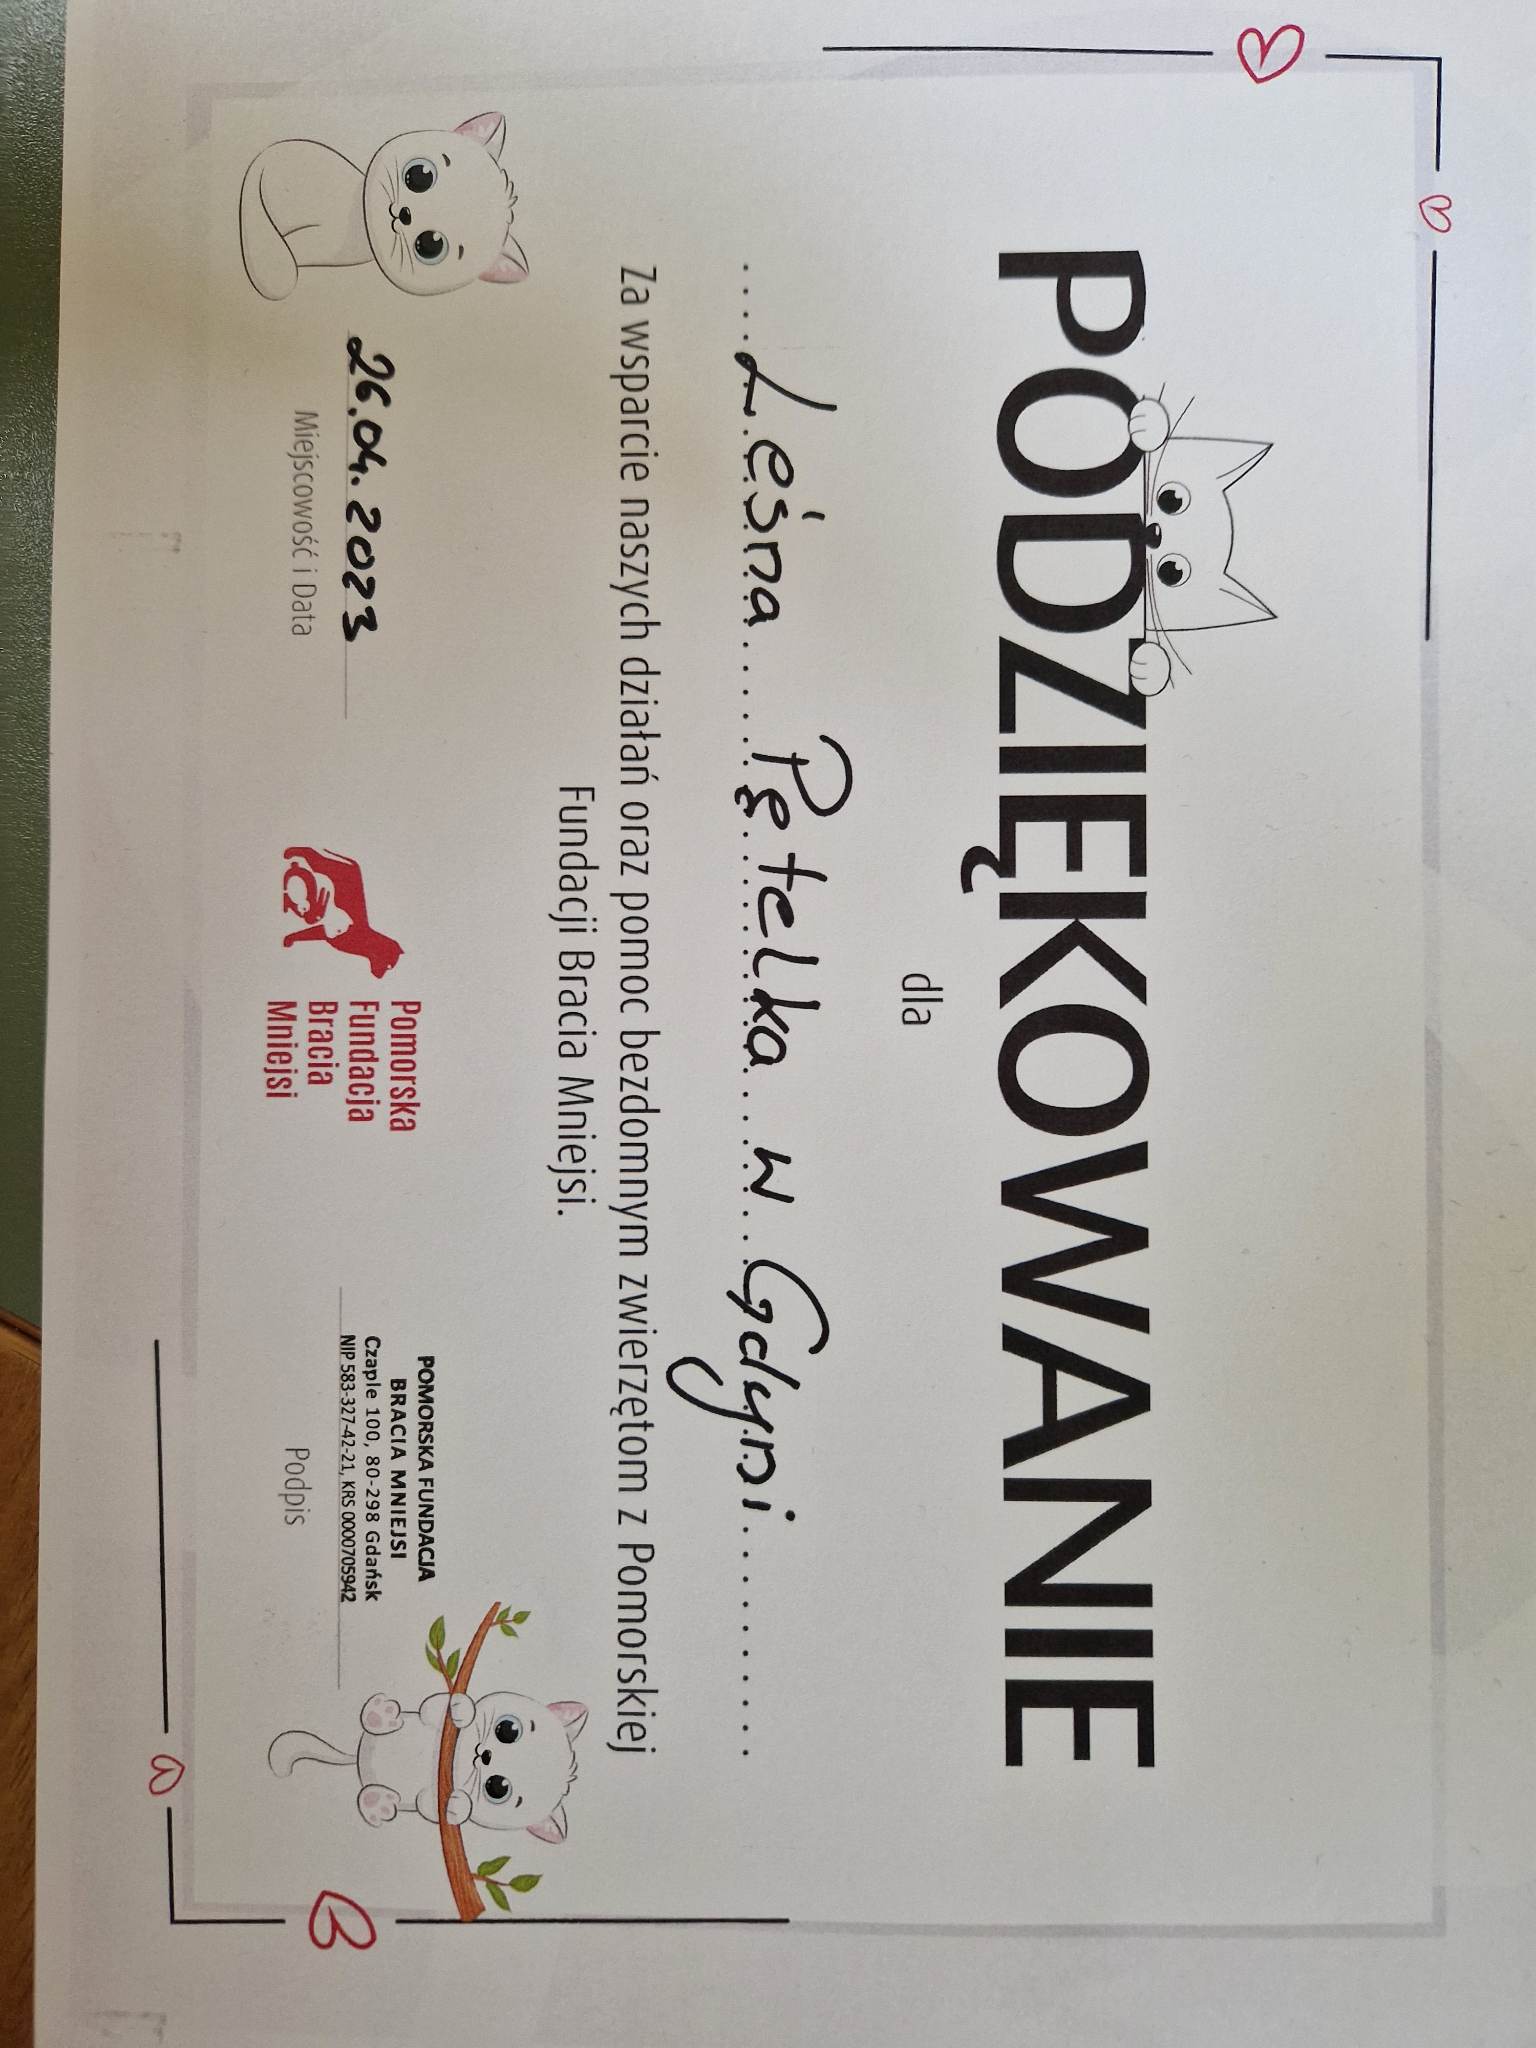 PODZIĘKOWANIE
dla
....Leśna.....Pętelka...w..Gdyni..........
Za wsparcie naszych działań oraz pomoc bezdomnym zwierzętom z Pomorskiej
Fundacji Bracia Mniejsi.
26.04.2023
Miejscowość i Data
Pomorska
Fundacja
Bracia
Mniejsi
POMORSKA FUNDACJA
BRACIA MNIEJSI
Czaple 100, 80-298 Gdańsk
NIP 583-327-42-21, KRS 0000705942
Podpis